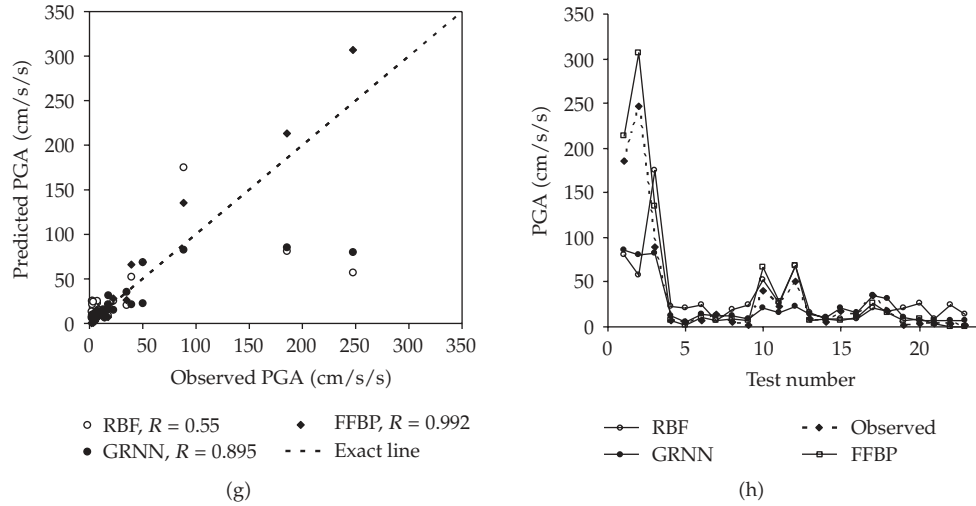 350
300
250
200
150
100
50
0
Predicted PGA (cm/s/s)
0 50 100 150 200 250 300 350
Observed PGA (cm/s/s)
RBF, R = 0.55
FFBP, R = 0.992
GRNN, R = 0.895
Exact line
(g)
350
300
250
200
150
100
50
0
PGA (cm/s/s)
0 5 10 15 20
Test number
RBF
Observed
GRNN
FFBP
(h)